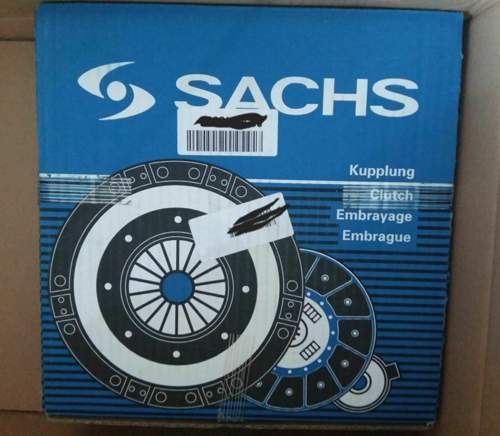 SACHS
Kupplung
Clutch
Embrayage
Embrague